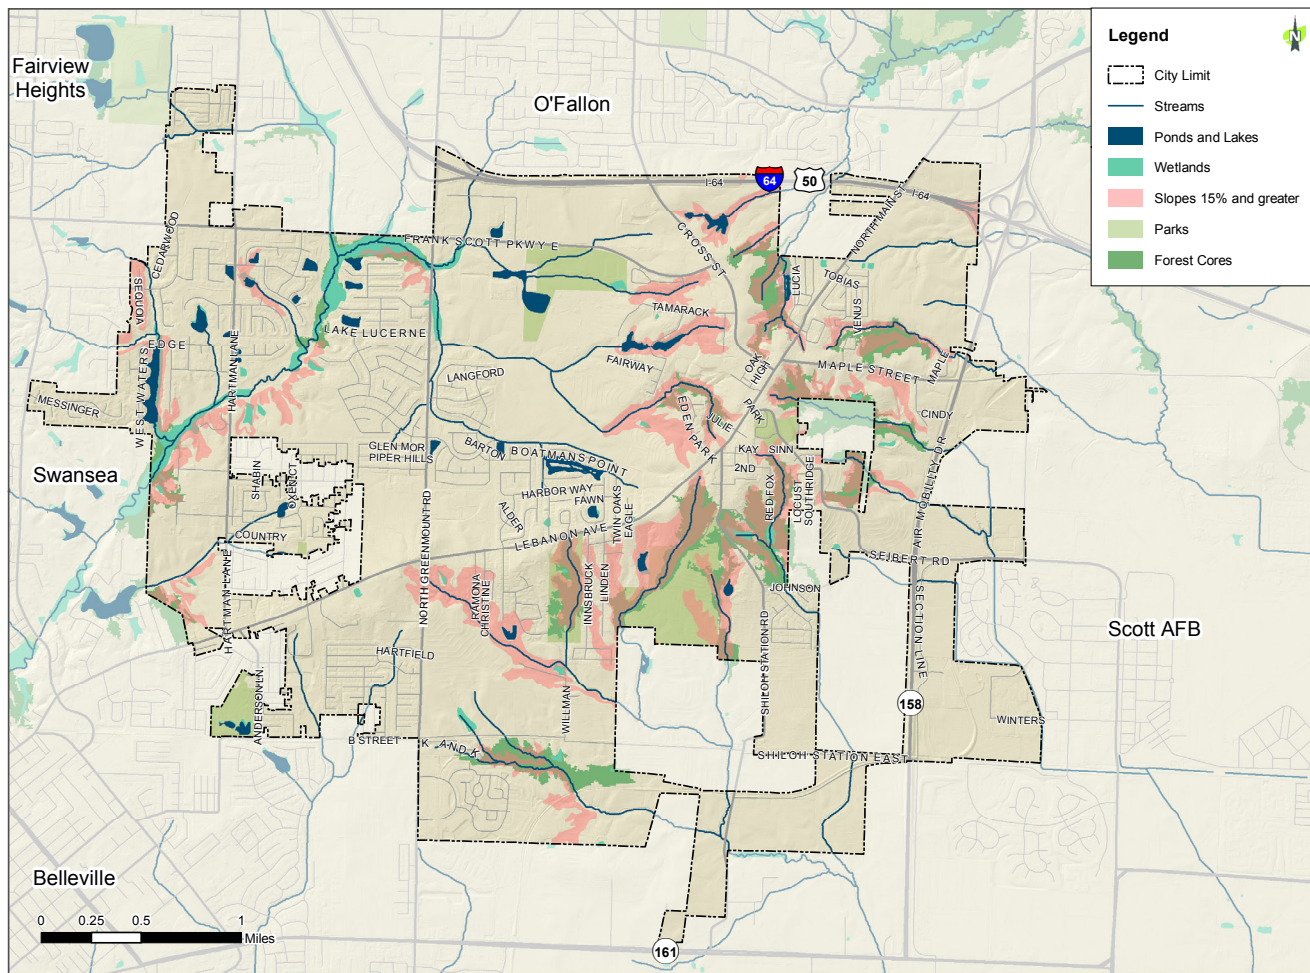 Fairview
Heights
O'Fallon
Swansea
Belleville
Scott AFB
Legend
N
City Limit
Streams
Ponds and Lakes
Wetlands
Slopes 15% and greater
Parks
Forest Cores
I-64
64
50
I-64
NORTH MAIN ST
CROSS ST
FRANK SCOTT PKWY E
CEDARWOOD
SEQUOIA
EDGE
WEST WATERS
MESSINGER
HARTMAN LANE
LAKE LUCERNE
LANGFORD
TAMARACK
FAIRWAY
LUCIA
TOBIAS
VENUS
OAK
HIGH
MAPLE STREET
MAPLE
CINDY
PARK
JULIE
EDEN PARK
KAY
SINN
2ND
GLEN MOR
PIPER HILLS
BARTON
BOATMANS POINT
HARBOR WAY
FAWN
ALDER
LEBANON AVE
TWIN OAKS
EAGLE
RED FOX
LOCUST
SOUTHRIDGE
AIR MOBILITY DR
SEIBERT RD
SHABIN
OXEN CT
COUNTRY
HARTMAN LANE
NORTH GREENMOUNT RD
RAMONA
CHRISTINE
INNSBRUCK
LINDEN
JOHNSON
SHILOH STATION RD
SECTION LINE
HARTFIELD
WILLMAN
ANDERSON LN.
B STREET
K AND K
158
WINTERS
SHILOH STATION EAST
161
0 0.25 0.5 1
Miles